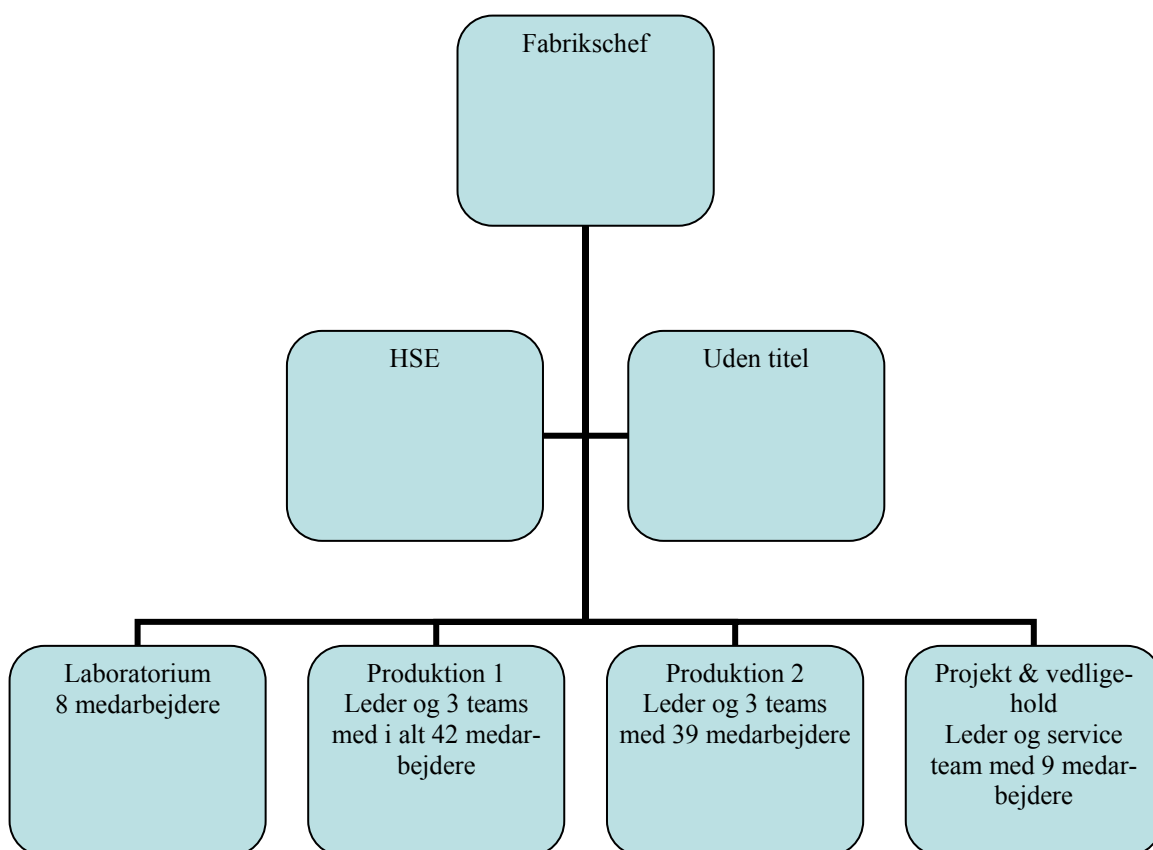 Fabrikschef
HSE
Uden titel
Laboratorium
8 medarbejdere
Produktion 1
Leder og 3 teams
med i alt 42 medar-
bejdere
Produktion 2
Leder og 3 teams
med 39 medarbejdere
Projekt & vedlige-
hold
Leder og service
team med 9 medar-
bejdere